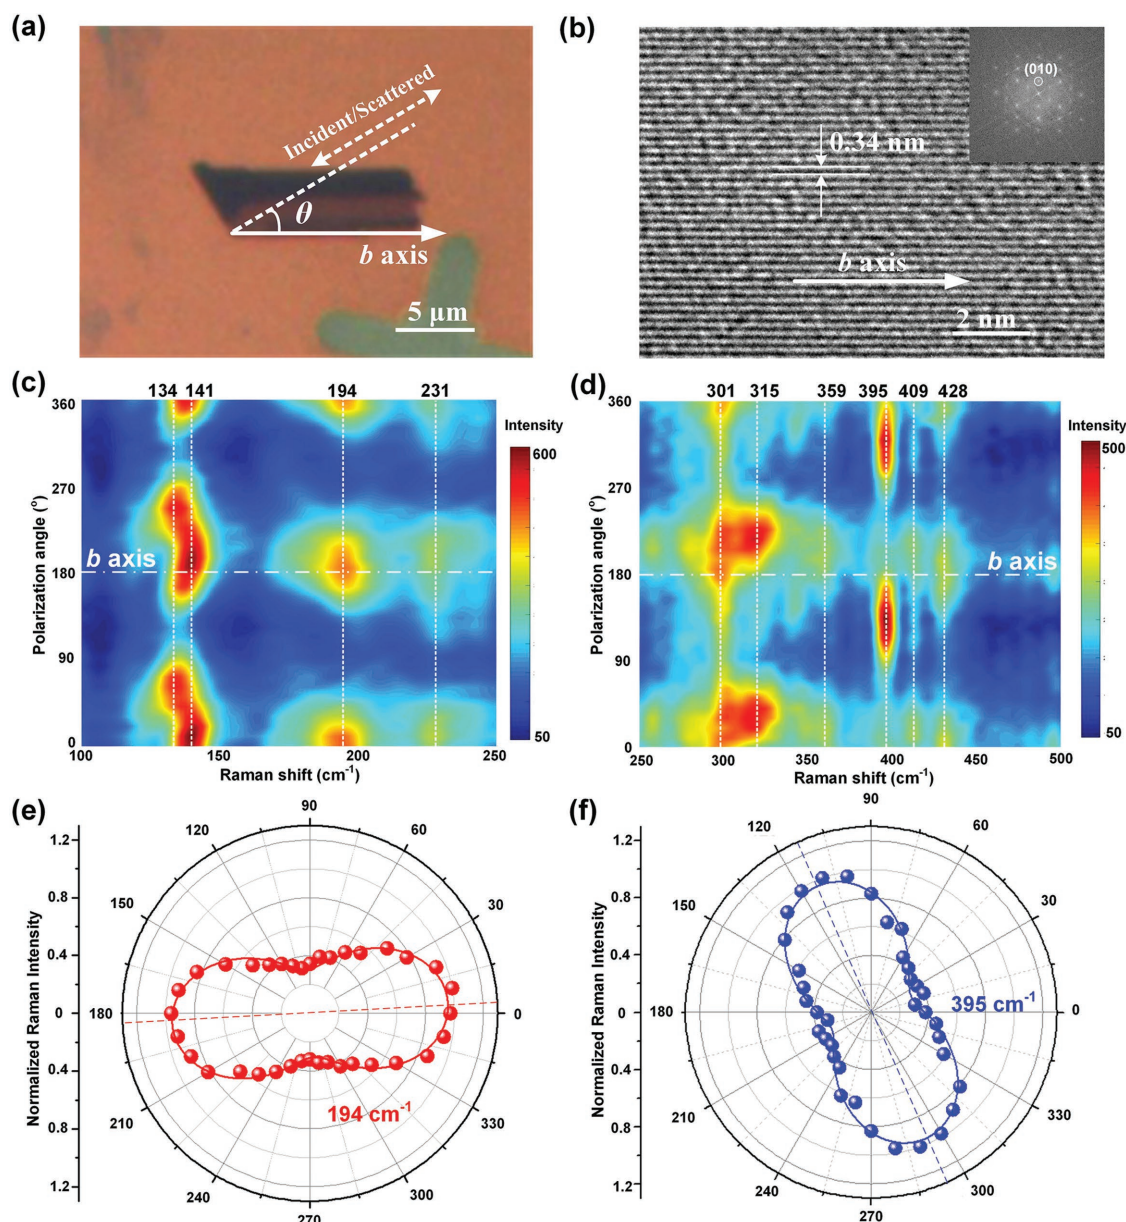 (a)
Incident/Scattered
θ
b axis
5 μm
(b)
(010)
0.34 nm
b axis
2 nm
(c)
134 141 194 231
360
270
180
90
0
Polarization angle (°)
b axis
100 150 200 250
Raman shift (cm-1)
Intensity
600
50
(d)
301 315 359 395 409 428
360
270
180
90
0
Polarization angle (°)
b axis
250 300 350 400 450 500
Raman shift (cm-1)
Intensity
500
50
(e)
Normalized Raman Intensity
1.2
0.8
0.4
0
0.4
0.8
1.2
90
120
60
150
30
180
0
210
330
240
300
270
194 cm-1
(f)
Normalized Raman Intensity
1.2
0.8
0.4
0
0.4
0.8
1.2
90
120
60
150
30
180
0
210
330
240
300
270
395 cm-1